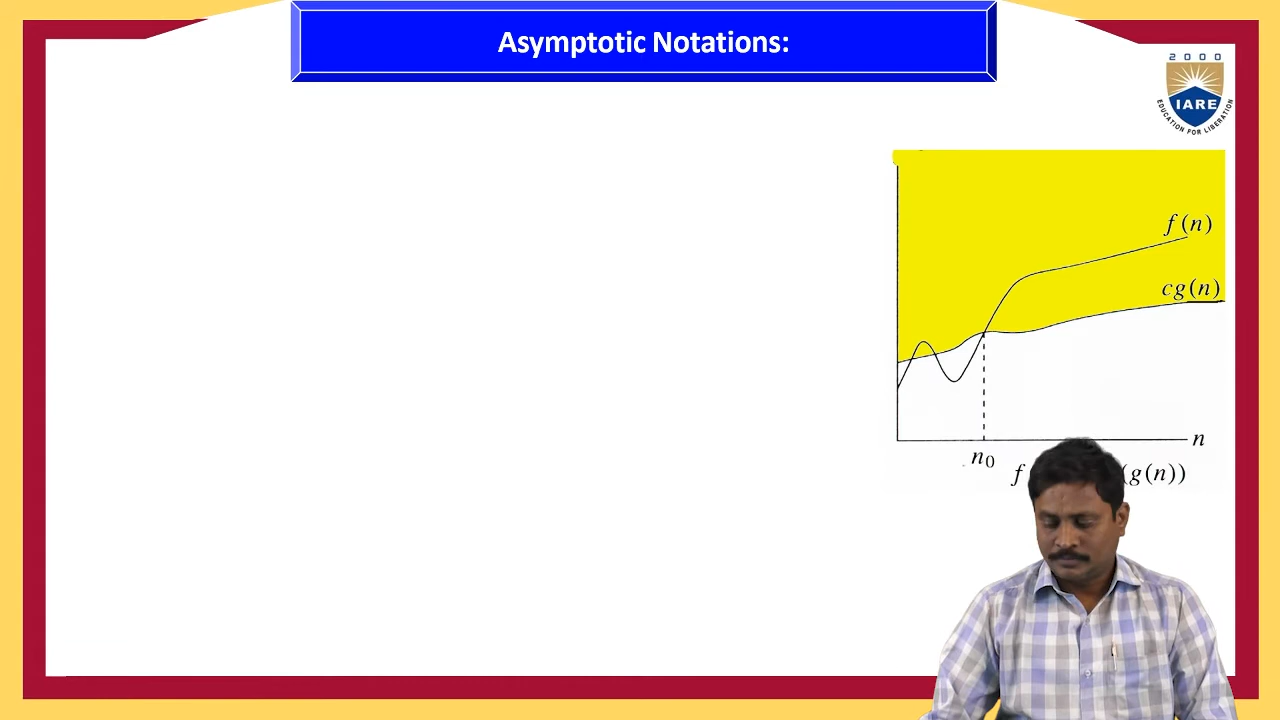 Asymptotic Notations:
2000
IARE
EDUCATION FOR LIBERATION
f(n)
cg(n)
n
n0
f (g(n))